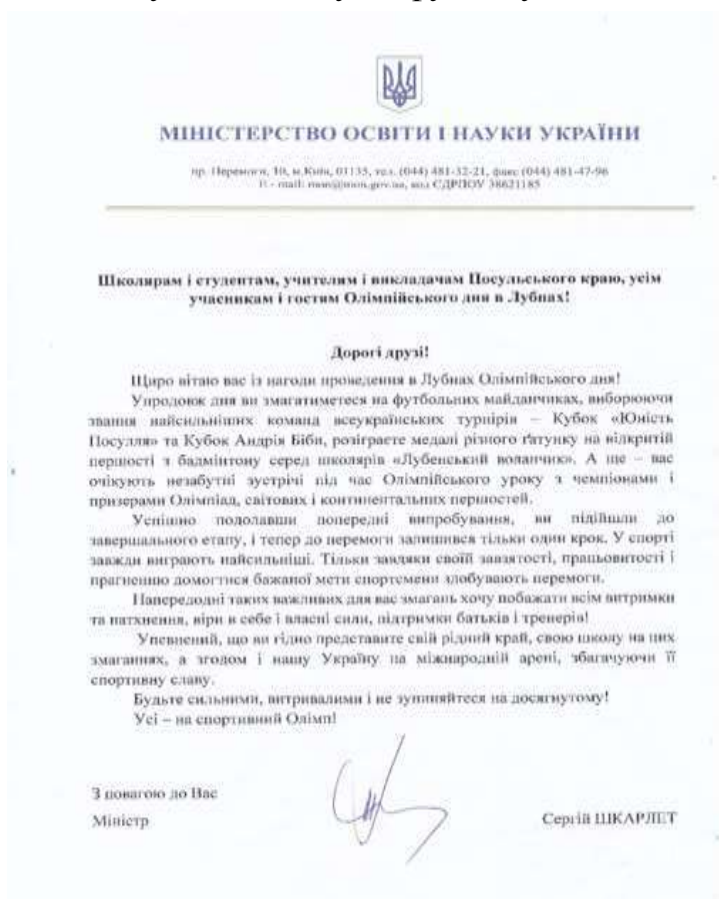 МІНІСТЕРСТВО ОСВІТИ І НАУКИ УКРАЇНИ
пр. Перемоги, 10, м.Київ, 01135, тел. (044) 481-32-21, факс (044) 481-47-96
E - mail: mon@mon.gov.ua, код ЄДРПОУ 38621185
Школярам і студентам, учителям і викладачам Посульського краю, усім
учасникам і гостям Олімпійського дня в Лубнах!
Дорогі друзі!
Щиро вітаю вас із нагоди проведення в Лубнах Олімпійського дня!
Упродовж дня ви змагатиметеся на футбольних майданчиках, виборюючи
звання найсильніших команд всеукраїнських турнірів – Кубок «Юність
Посулля» та Кубок Андрія Біби, розіграєте медалі різного ґатунку на відкритій
першості з бадмінтону серед школярів «Лубенський воланчик». А ще – вас
очікують незабутні зустрічі під час Олімпійського уроку з чемпіонами і
призерами Олімпіад, світових і континентальних першостей.
Успішно подолавши попередні випробування, ви підійшли до
завершального етапу, і тепер до перемоги залишився тільки один крок. У спорті
завжди виграють найсильніші. Тільки завдяки своїй завзятості, працьовитості і
прагненню домогтися бажаної мети спортсмени здобувають перемоги.
Напередодні таких важливих для вас змагань хочу побажати всім витримки
та натхнення, віри в себе і власні сили, підтримки батьків і тренерів!
Упевнений, що ви гідно представите свій рідний край, свою школу на цих
змаганнях, а згодом і нашу Україну на міжнародній арені, збагачуючи її
спортивну славу.
Будьте сильними, витривалими і не зупиняйтеся на досягнутому!
Усі – на спортивний Олімп!
З повагою до Вас
Міністр
Сергій ШКАРЛЕТ